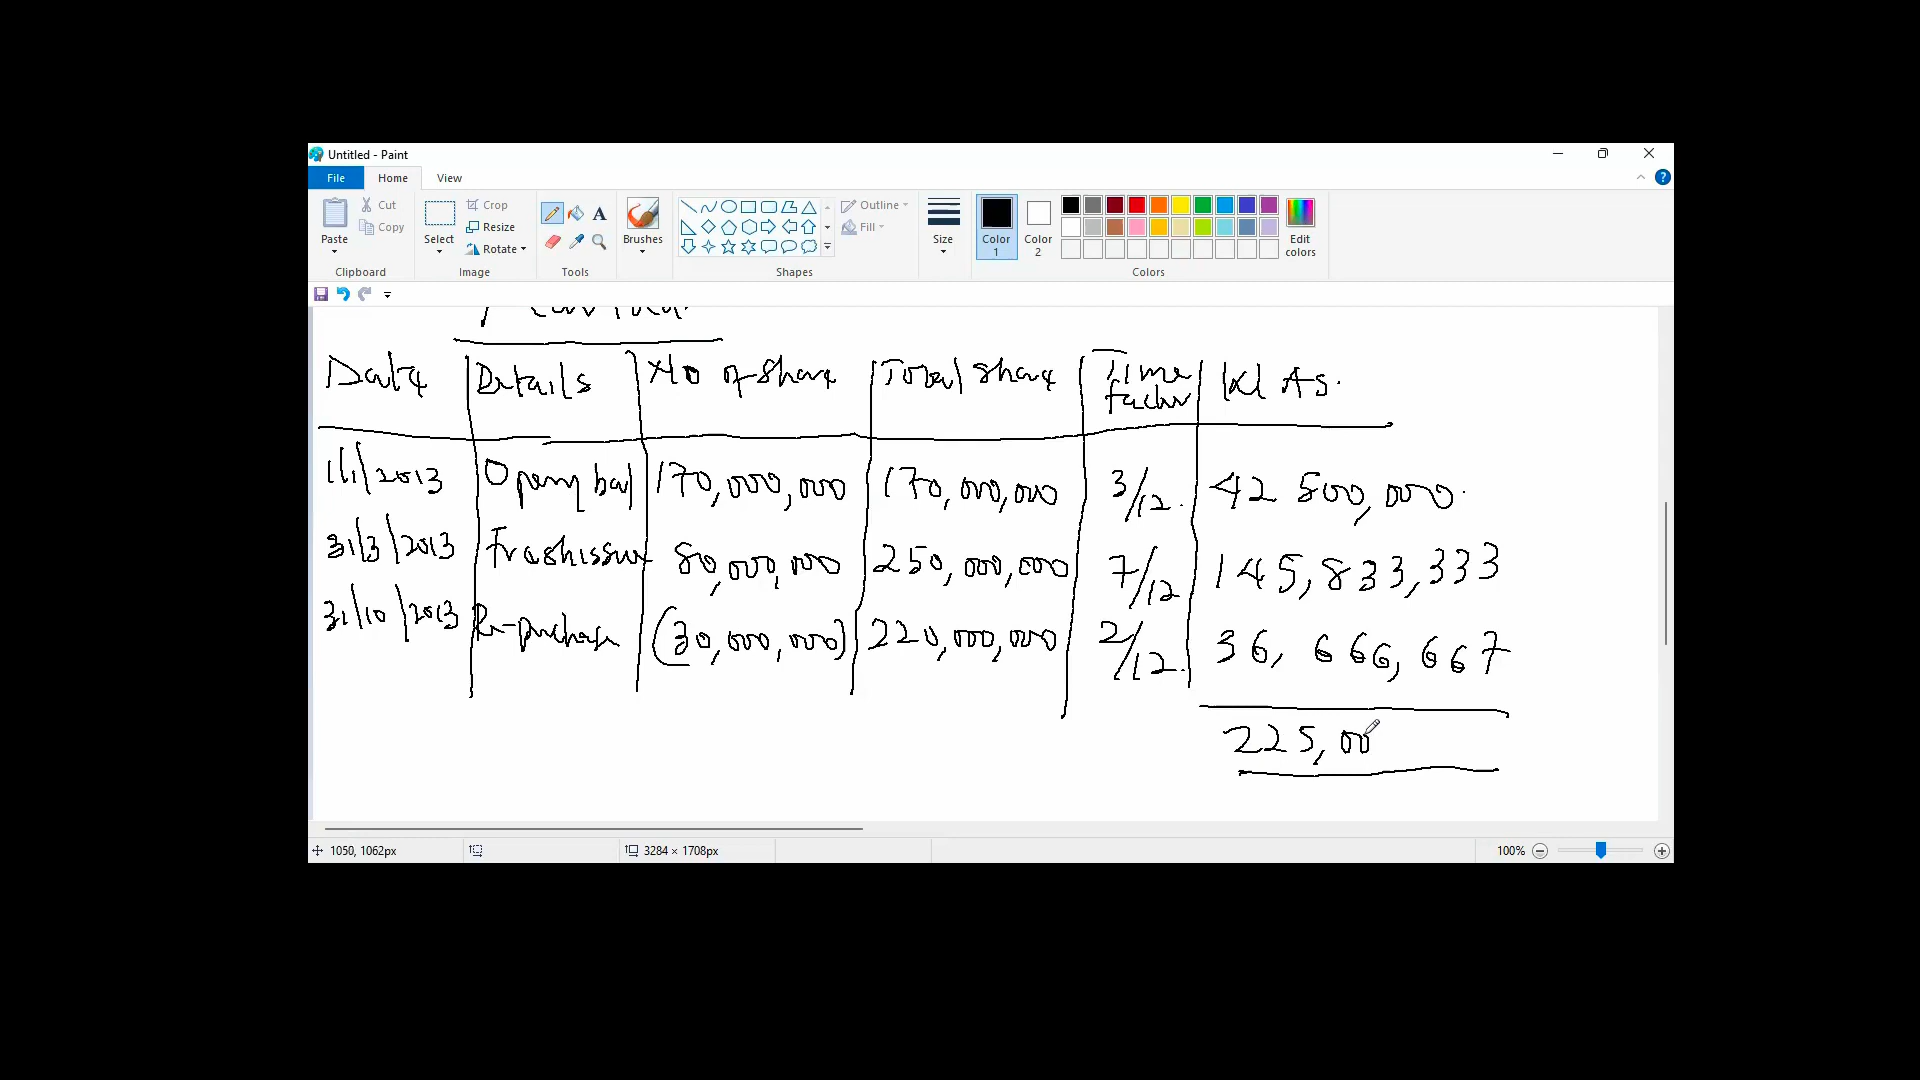 Untitled - Paint
File Home View
Cut
Copy
Paste
Clipboard
Crop
Resize
Rotate
Select
Image
Tools
Brushes
Shapes
Outline
Fill
Size
Color 1
Color 2
Edit colors
Colors
Date Details No of share Total share Time factor WAS.
1/1/2013 Opening bal 170,000,000 170,000,000 3/12. 42 500,000.
31/3/2013 Frash issue 80,000,000 250,000,000 7/12 145,833,333
31/10/2013 Re-purchase (30,000,000) 220,000,000 2/12. 36, 666,667
225,00
1050, 1062px 3284 × 1708px 100%